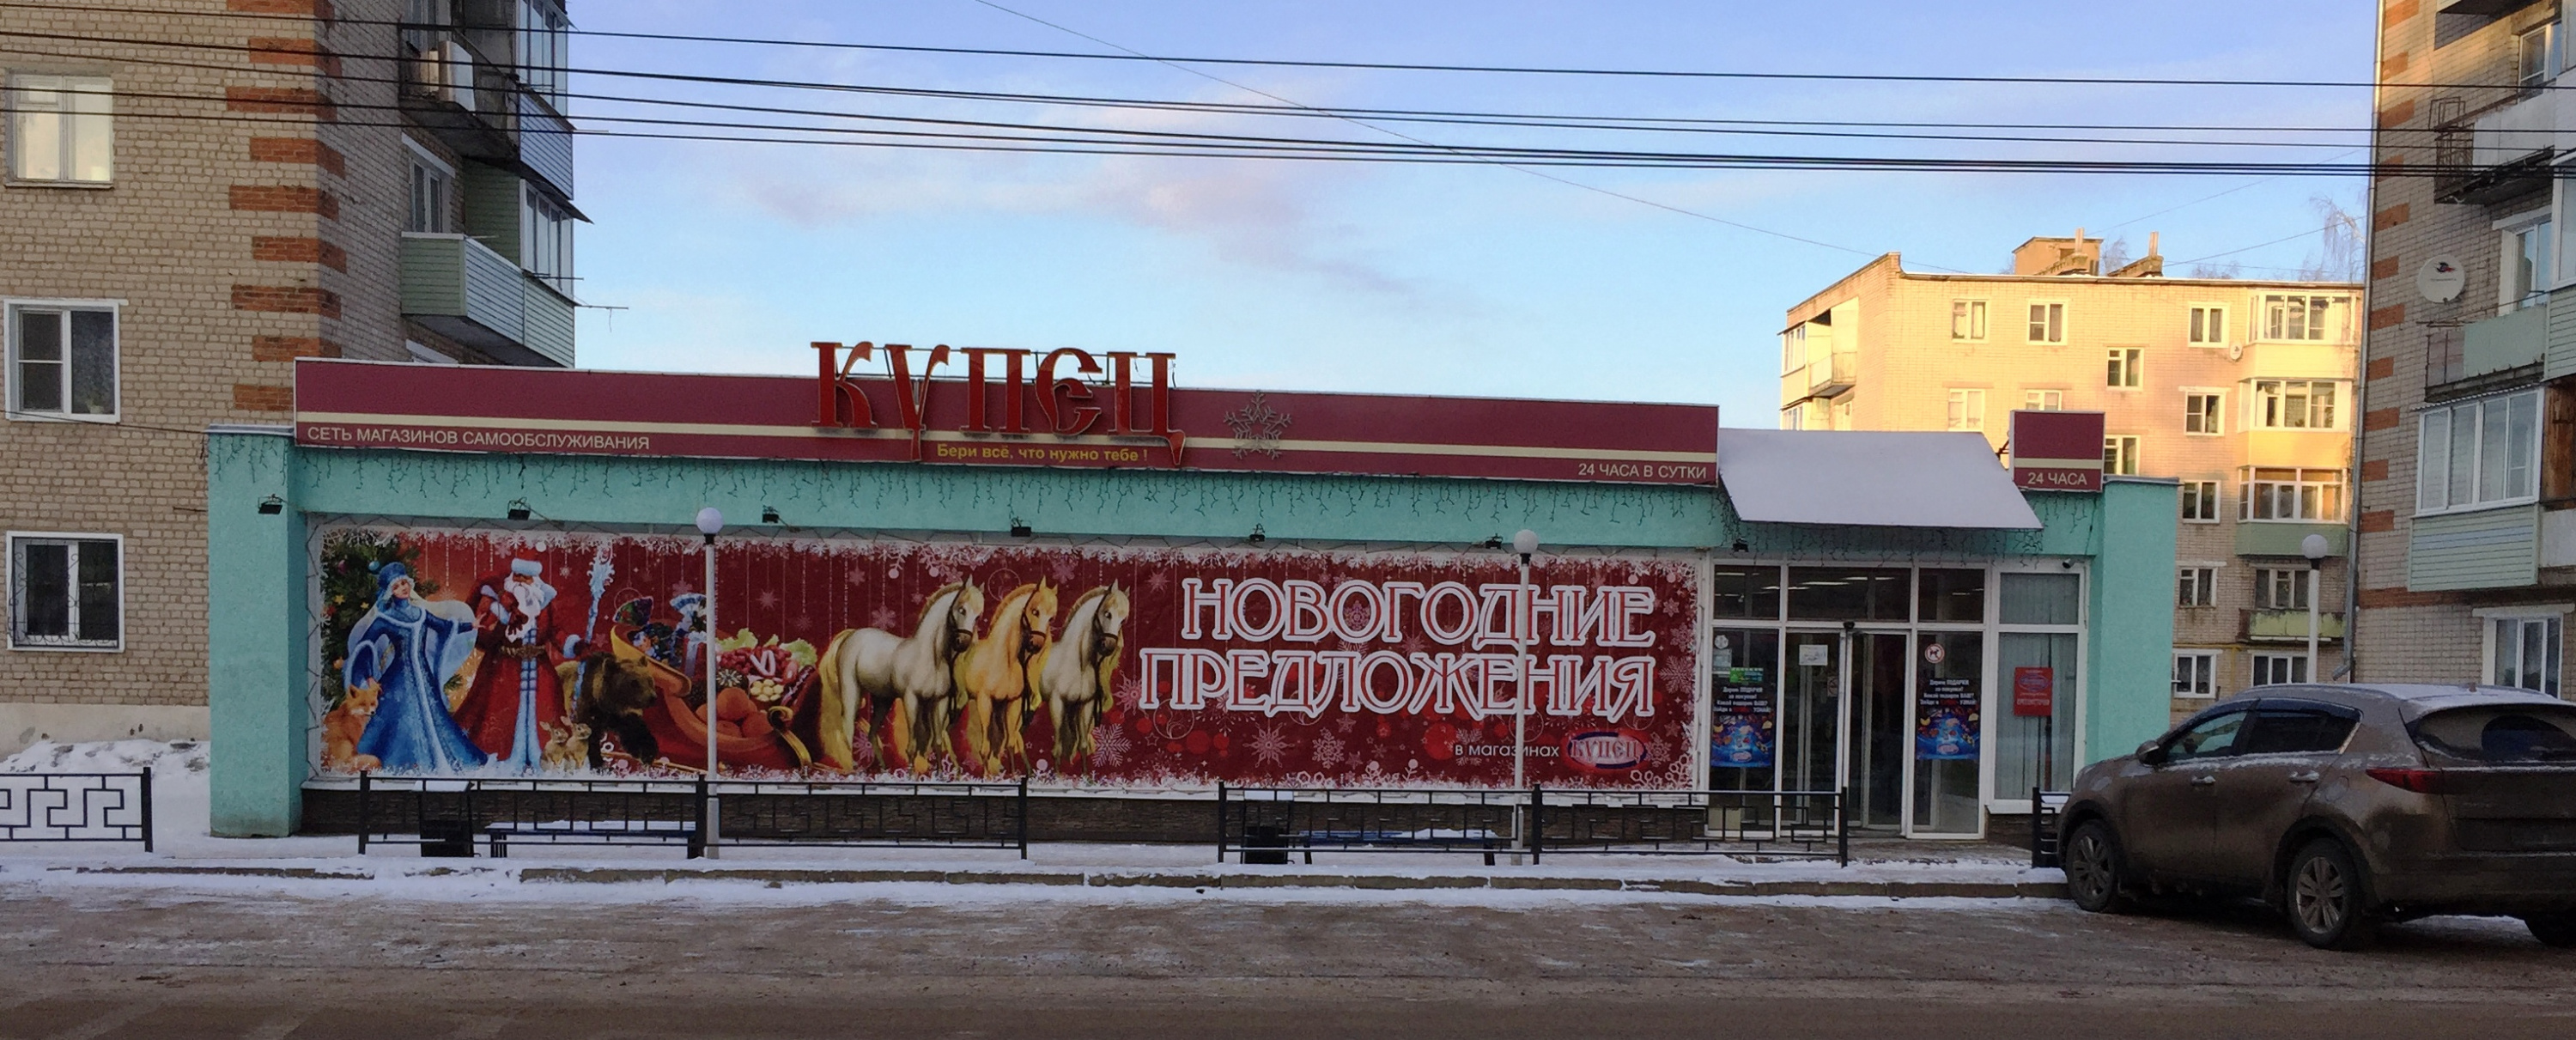 КУПЕЦ
СЕТЬ МАГАЗИНОВ САМООБСЛУЖИВАНИЯ
Бери всё, что нужно тебе !
24 ЧАСА В СУТКИ
24 ЧАСА
НОВОГОДНИЕ
ПРЕДЛОЖЕНИЯ
в магазинах КУПЕЦ